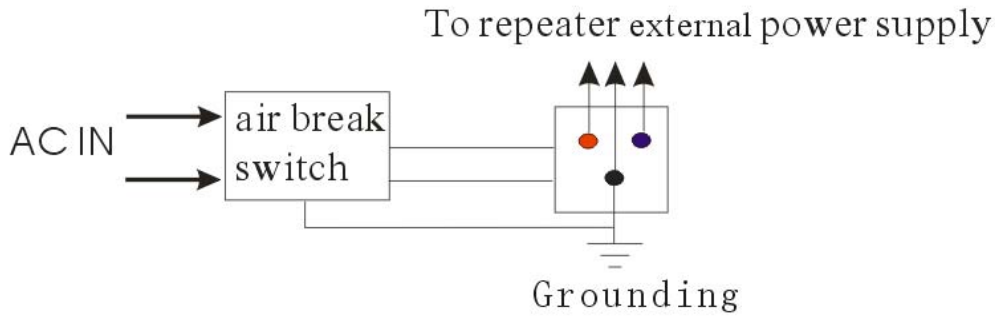 To repeater external power supply
AC IN
air break
switch
Grounding